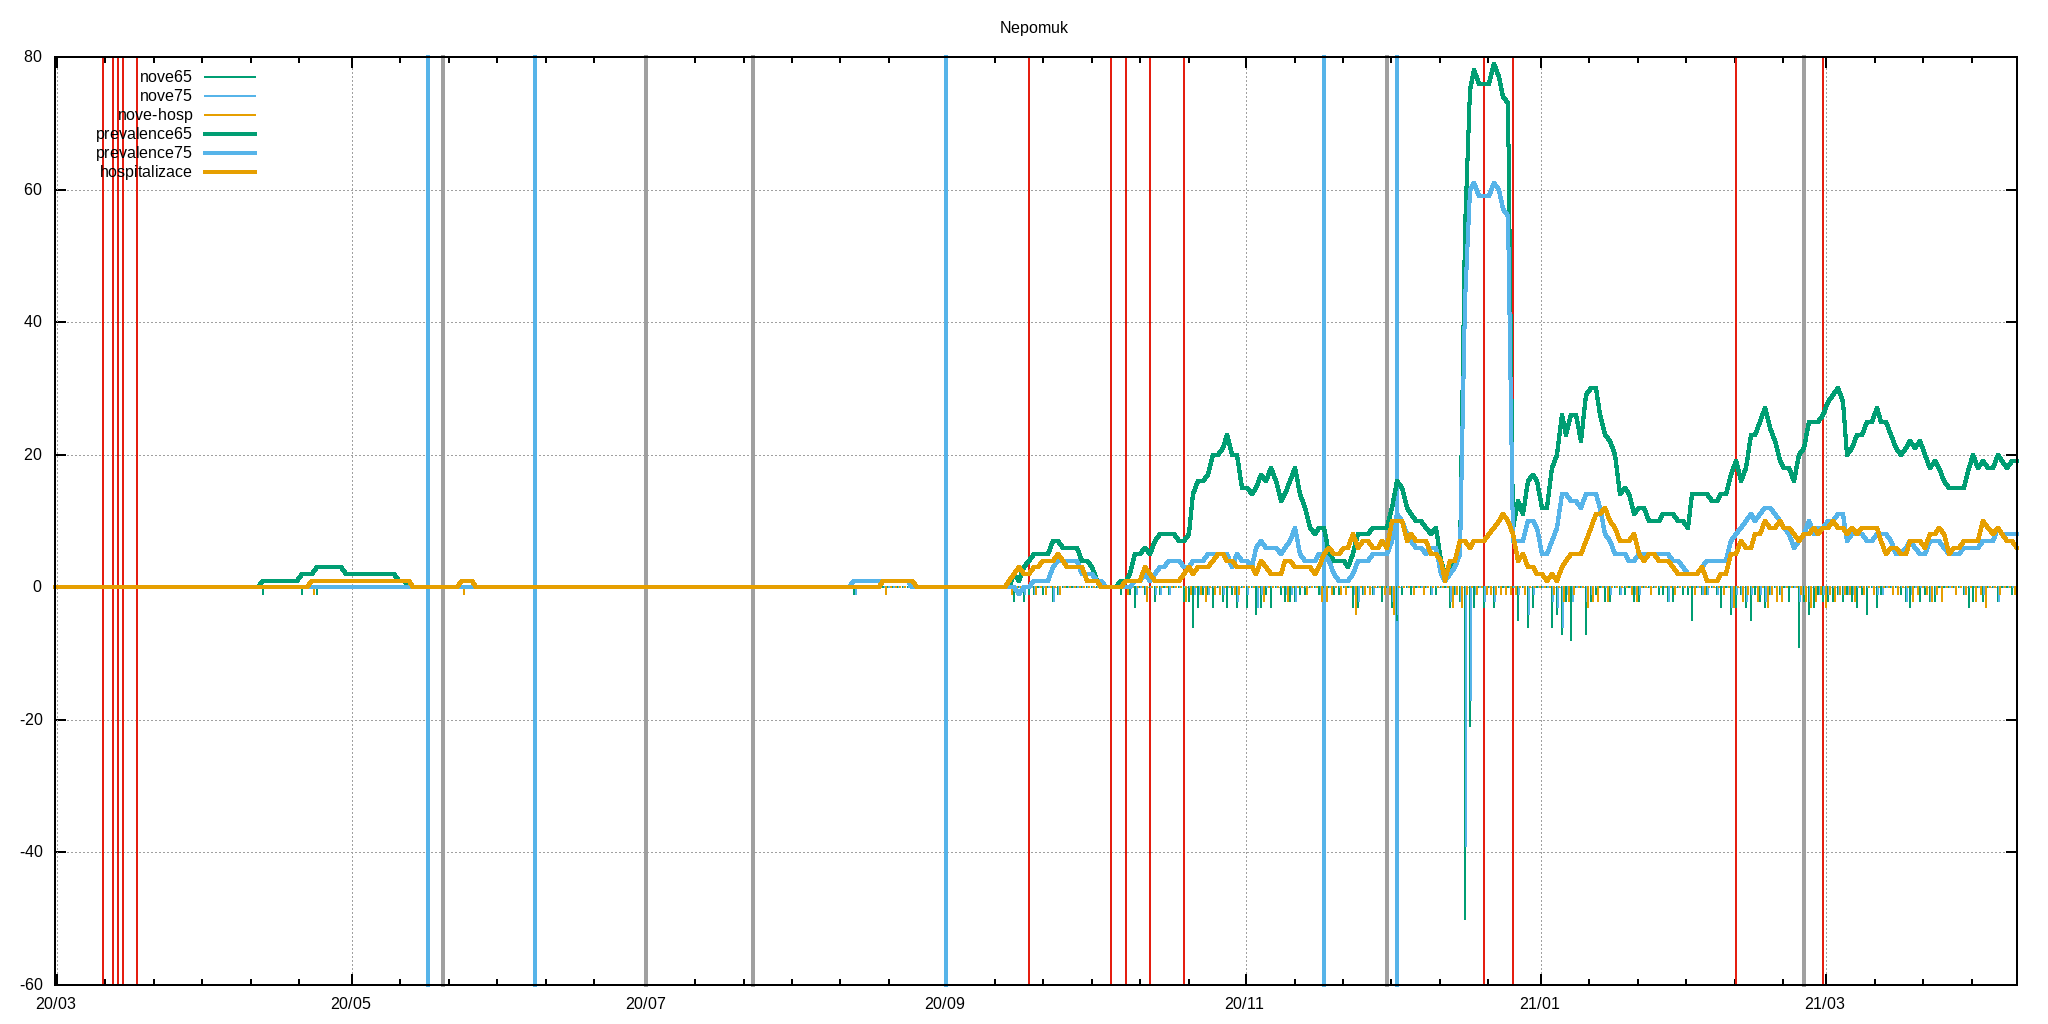 Nepomuk
80
60
40
20
0
-20
-40
-60
nove65
nove75
nove-hosp
prevalence65
prevalence75
hospitalizace
20/03 20/05 20/07 20/09 20/11 21/01 21/03